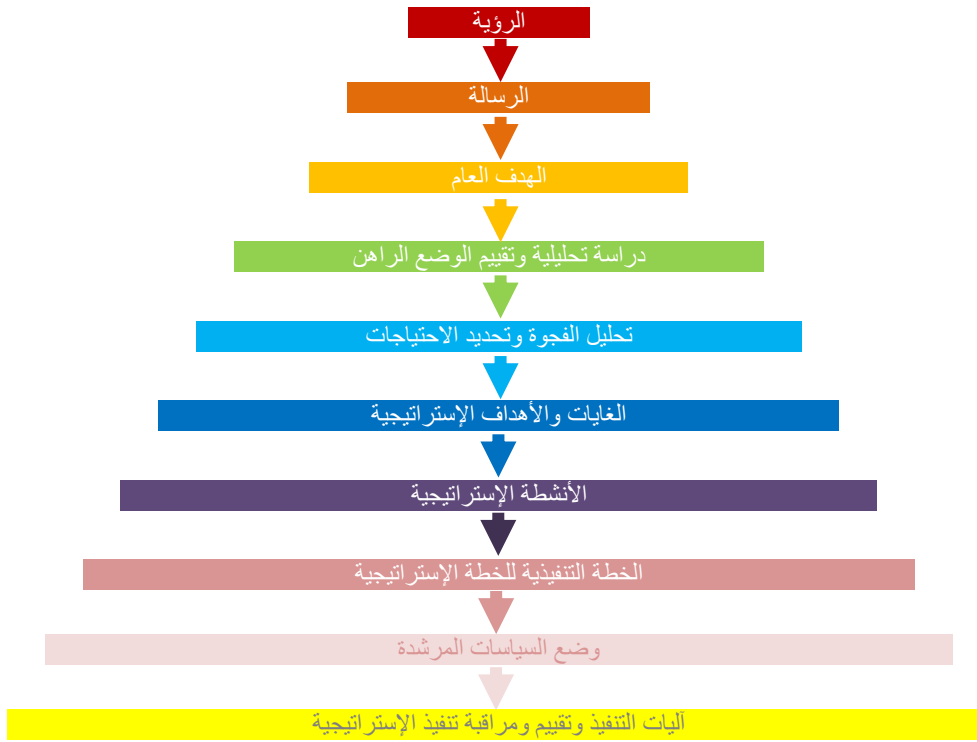 الرؤية
الرسالة
الهدف العام
دراسة تحليلية وتقييم الوضع الراهن
تحليل الفجوة وتحديد الاحتياجات
الغايات والأهداف الإستراتيجية
الأنشطة الإستراتيجية
الخطة التنفيذية للخطة الإستراتيجية
وضع السياسات المرشدة
آليات التنفيذ وتقييم ومراقبة تنفيذ الإستراتيجية